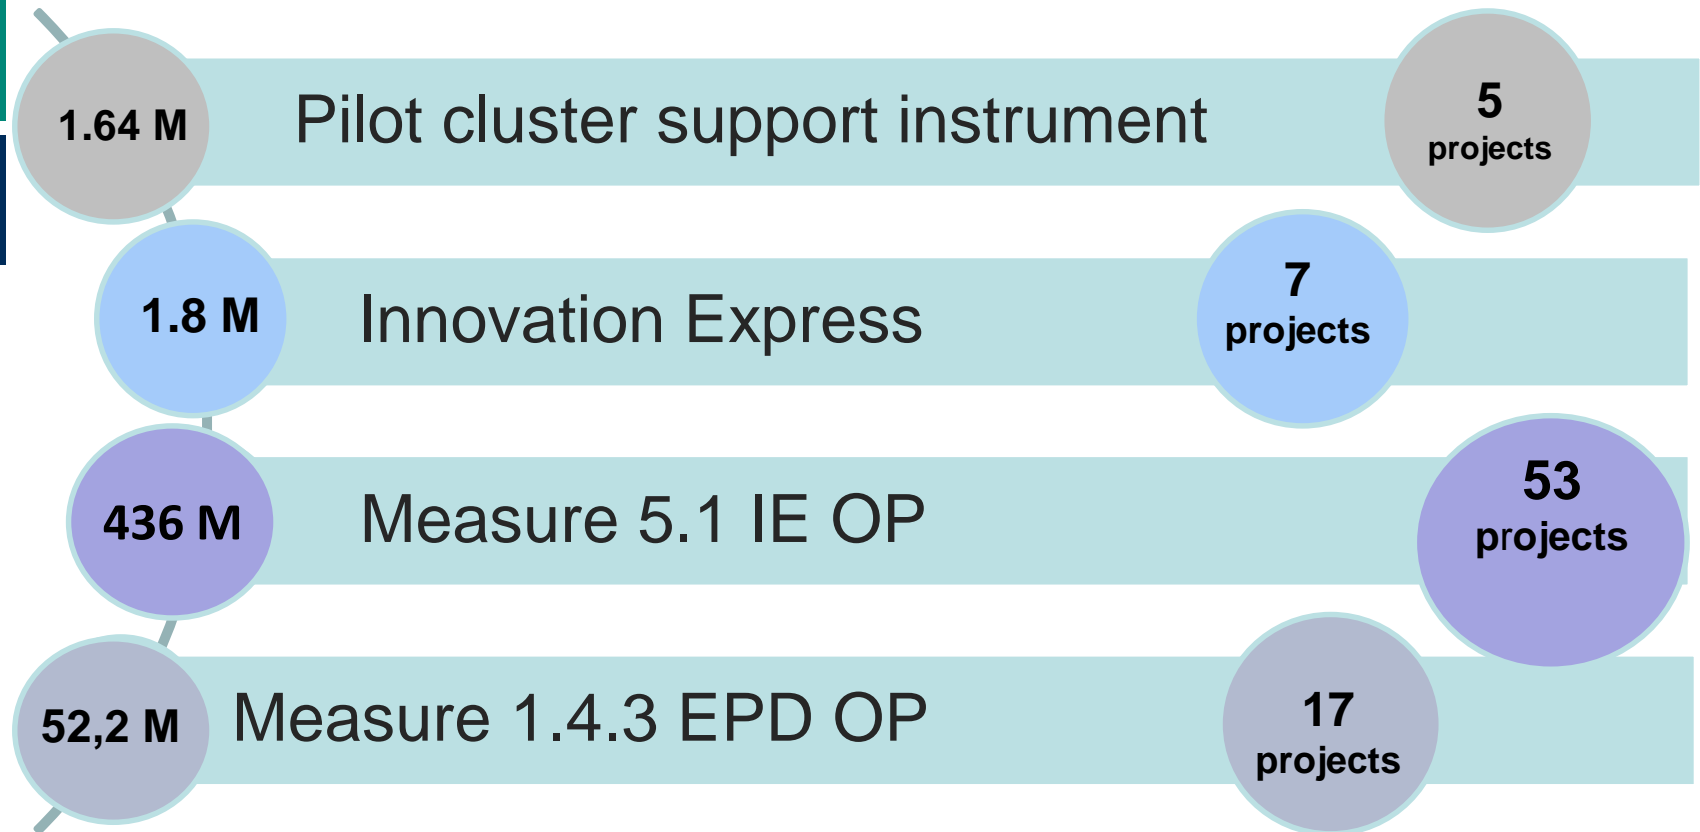 1.64 M
Pilot cluster support instrument
5
projects
1.8 M
Innovation Express
7
projects
436 M
Measure 5.1 IE OP
53
projects
52,2 M
Measure 1.4.3 EPD OP
17
projects